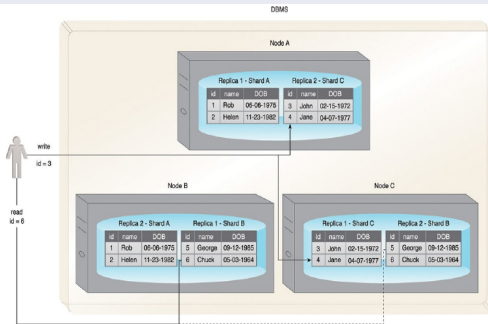 DBMS
Node A
Replica 1 - Shard A Replica 2 - Shard C
id name DOB id name DOB
1 Rob 06-06-1975 3 John 02-15-1972
2 Helen 11-23-1982 4 Jane 04-07-1977
write
id = 3
read
id = 6
Node B
Replica 2 - Shard A Replica 1 - Shard B
id name DOB id name DOB
1 Rob 06-06-1975 5 George 09-12-1985
2 Helen 11-23-1982 6 Chuck 05-03-1964
Node C
Replica 1 - Shard C Replica 2 - Shard B
id name DOB id name DOB
3 John 02-15-1972 5 George 09-12-1985
4 Jane 04-07-1977 6 Chuck 05-03-1964